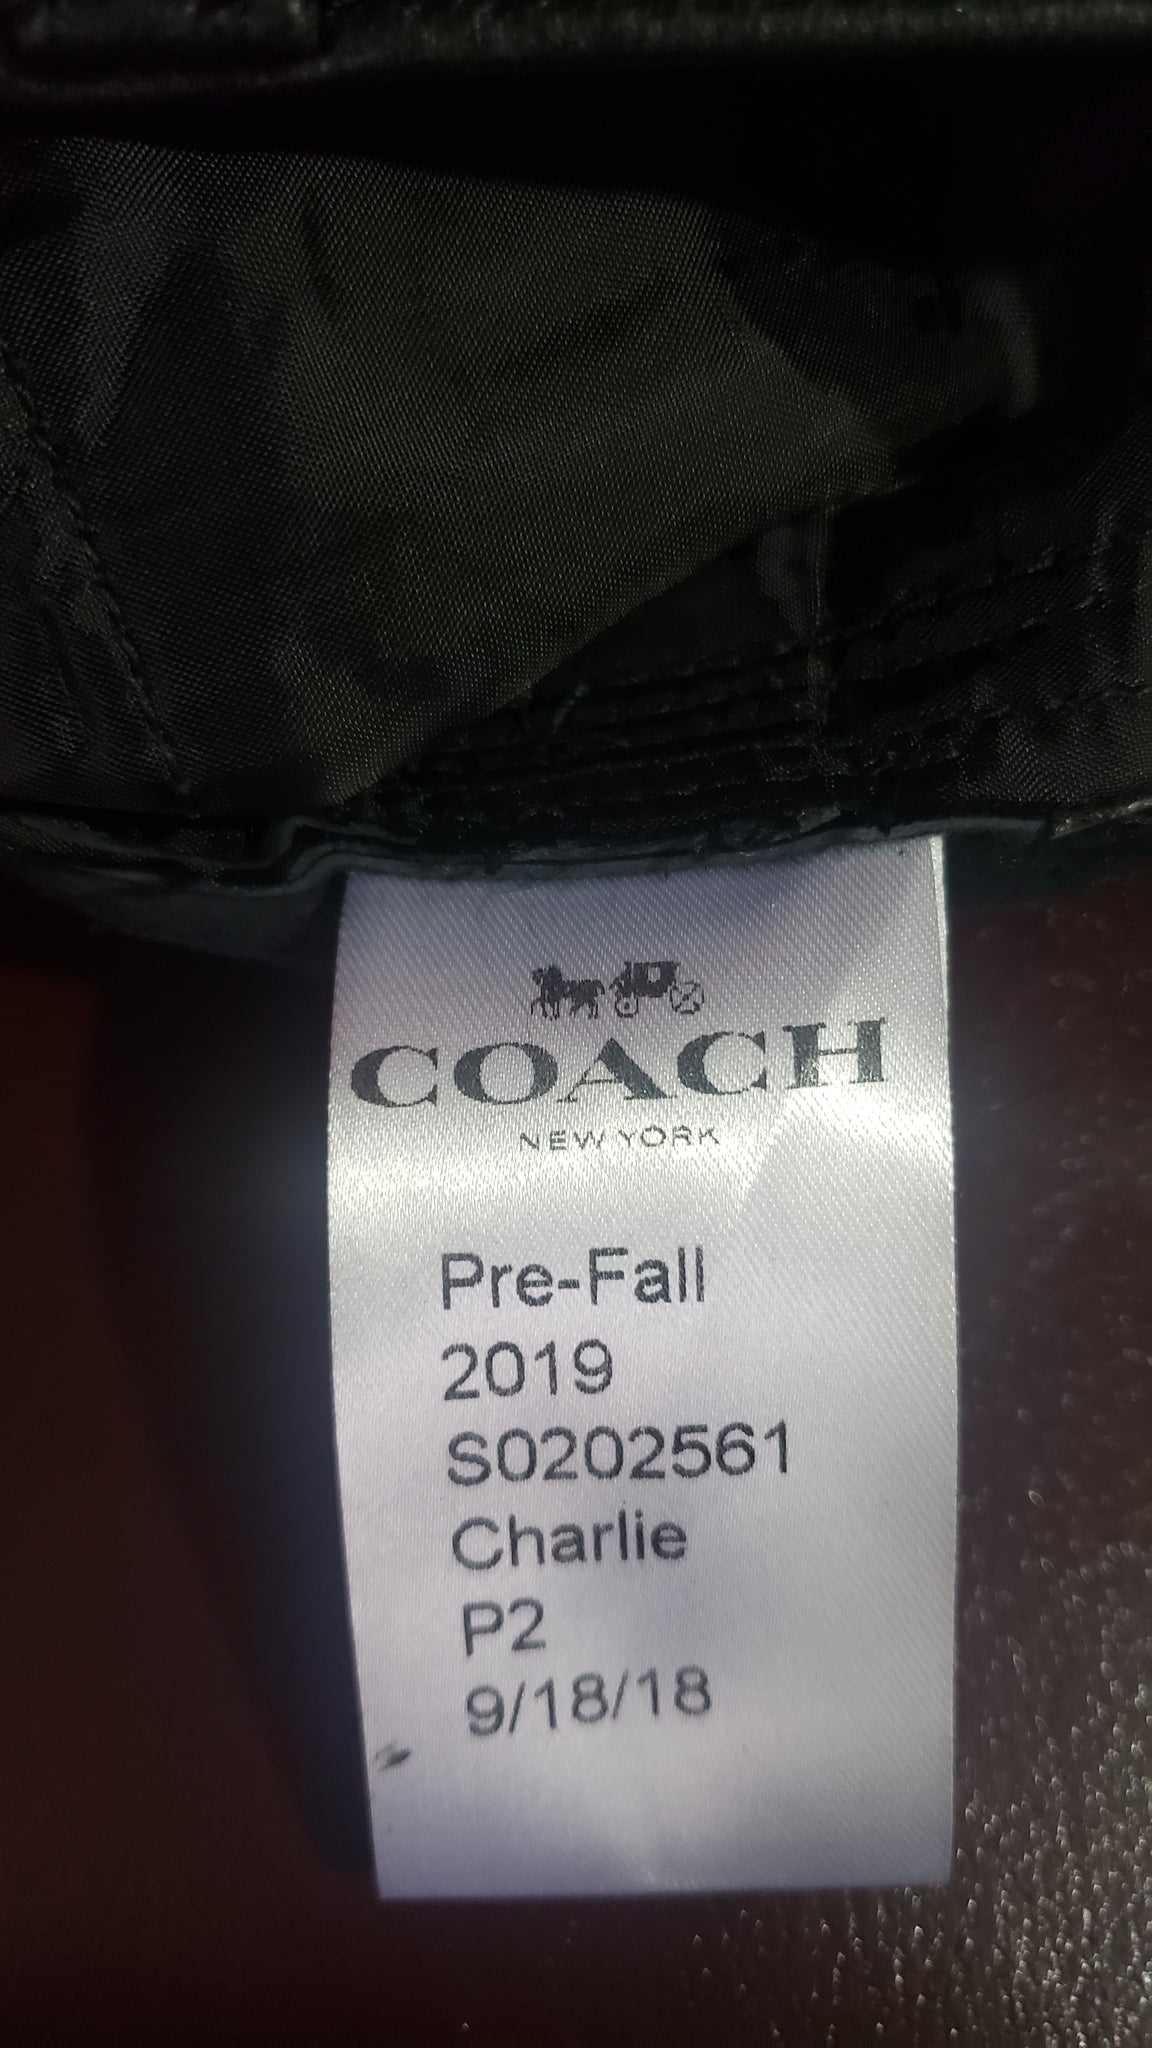 COACH
NEW YORK
Pre-Fall
2019
S0202561
Charlie
P2
9/18/18